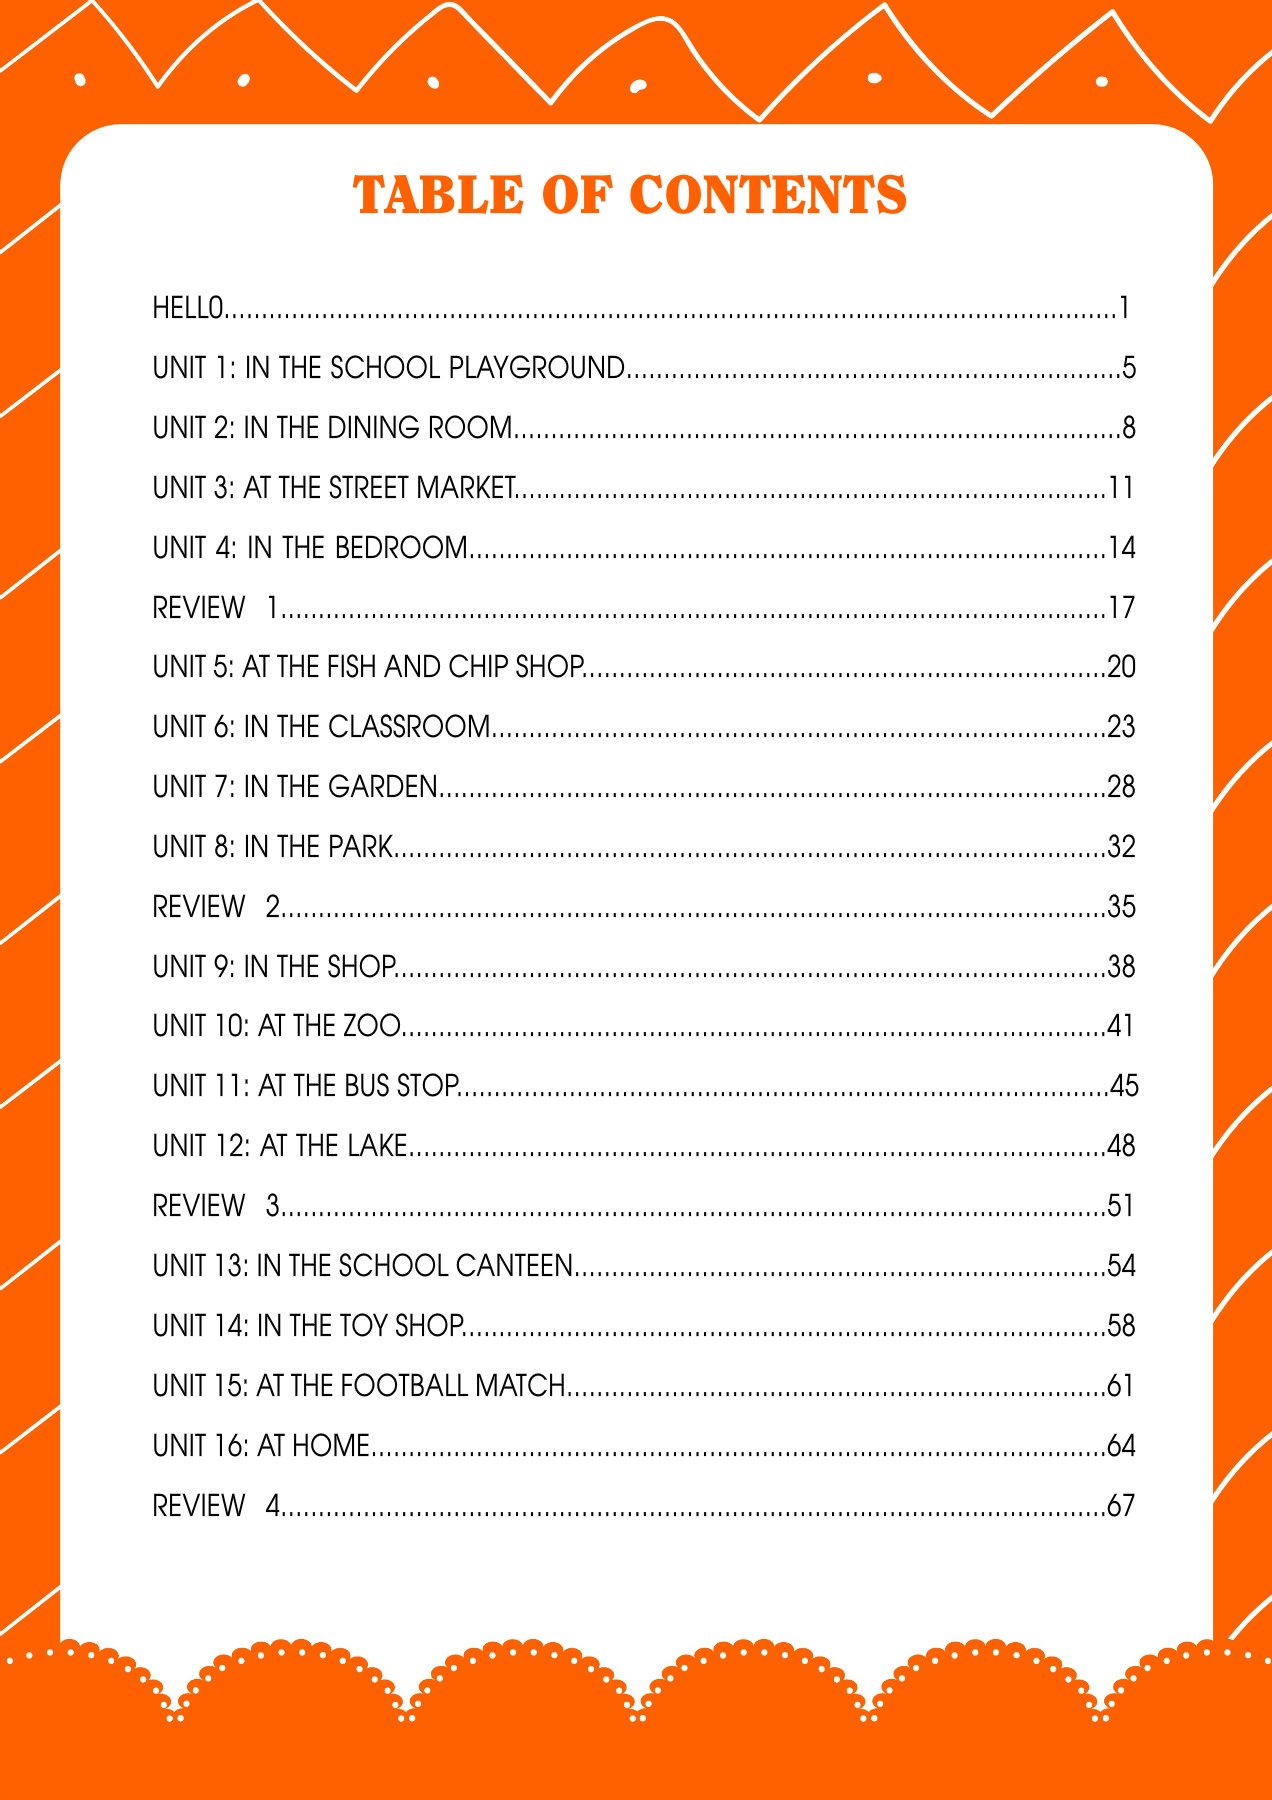 TABLE OF CONTENTS
HELLO........................................................................................................................1
UNIT 1: IN THE SCHOOL PLAYGROUND..................................................................5
UNIT 2: IN THE DINING ROOM.................................................................................8
UNIT 3: AT THE STREET MARKET...............................................................................11
UNIT 4: IN THE BEDROOM.....................................................................................14
REVIEW 1..............................................................................................................17
UNIT 5: AT THE FISH AND CHIP SHOP......................................................................20
UNIT 6: IN THE CLASSROOM..................................................................................23
UNIT 7: IN THE GARDEN.........................................................................................28
UNIT 8: IN THE PARK...............................................................................................32
REVIEW 2..............................................................................................................35
UNIT 9: IN THE SHOP...............................................................................................38
UNIT 10: AT THE ZOO..............................................................................................41
UNIT 11: AT THE BUS STOP.......................................................................................45
UNIT 12: AT THE LAKE.............................................................................................48
REVIEW 3..............................................................................................................51
UNIT 13: IN THE SCHOOL CANTEEN.......................................................................54
UNIT 14: IN THE TOY SHOP......................................................................................58
UNIT 15: AT THE FOOTBALL MATCH........................................................................61
UNIT 16: AT HOME..................................................................................................64
REVIEW 4..............................................................................................................67